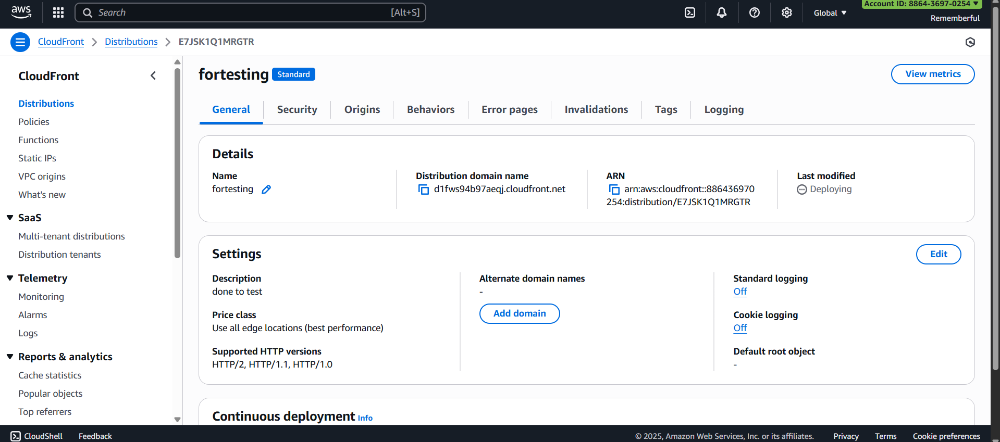 aws
Search
[Alt+S]
Global
Account ID: 8864-3697-0254
Rememberful
CloudFront
Distributions
E7JSK1Q1MRGTR
CloudFront
Distributions
Policies
Functions
Static IPs
VPC origins
What's new
SaaS
Multi-tenant distributions
Distribution tenants
Telemetry
Monitoring
Alarms
Logs
Reports & analytics
Cache statistics
Popular objects
Top referrers
fortesting
Standard
View metrics
General
Security
Origins
Behaviors
Error pages
Invalidations
Tags
Logging
Details
Name
fortesting
Distribution domain name
d1fws94b97aeqj.cloudfront.net
ARN
arn:aws:cloudfront::886436970
254:distribution/E7JSK1Q1MRGTR
Last modified
Deploying
Settings
Edit
Description
done to test
Price class
Use all edge locations (best performance)
Supported HTTP versions
HTTP/2, HTTP/1.1, HTTP/1.0
Alternate domain names
-
Add domain
Standard logging
Off
Cookie logging
Off
Default root object
-
Continuous deployment Info
CloudShell
Feedback
© 2025, Amazon Web Services, Inc. or its affiliates.
Privacy
Terms
Cookie preferences